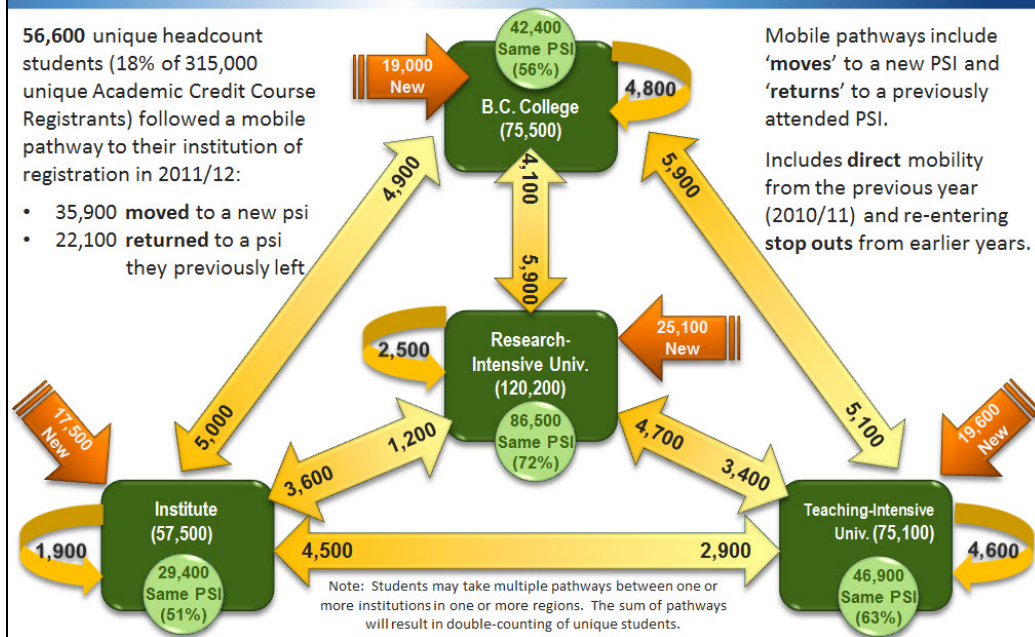 56,600 unique headcount
students (18% of 315,000
unique Academic Credit Course
Registrants) followed a mobile
pathway to their institution of
registration in 2011/12:
• 35,900 moved to a new psi
• 22,100 returned to a psi
they previously left
Mobile pathways include
‘moves’ to a new PSI and
‘returns’ to a previously
attended PSI.
Includes direct mobility
from the previous year
(2010/11) and re-entering
stop outs from earlier years.
42,400
Same PSI
(56%)
B.C. College
(75,500)
19,000
New
4,800
4,900
5,000
4,100
5,900
5,900
5,100
Research-
Intensive Univ.
(120,200)
86,500
Same PSI
(72%)
2,500
25,100
New
1,200
3,600
4,700
3,400
17,500
New
Institute
(57,500)
29,400
Same PSI
(51%)
1,900
4,500
2,900
19,600
New
Teaching-Intensive
Univ. (75,100)
46,900
Same PSI
(63%)
4,600
Note: Students may take multiple pathways between one or
more institutions in one or more regions. The sum of pathways
will result in double-counting of unique students.